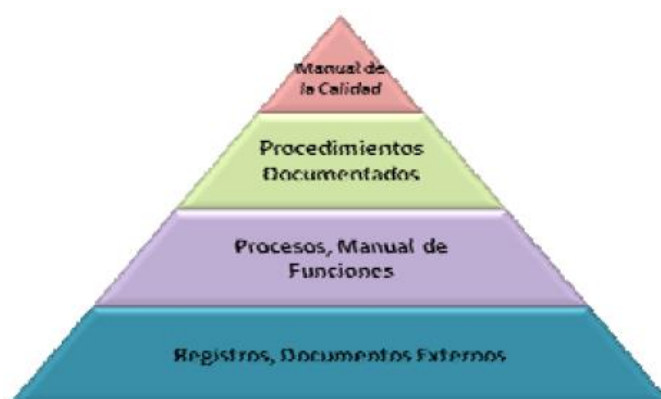 Manual de
la Calidad
Procedimientos
Documentados
Procesos, Manual de
Funciones
Registros, Documentos Externos